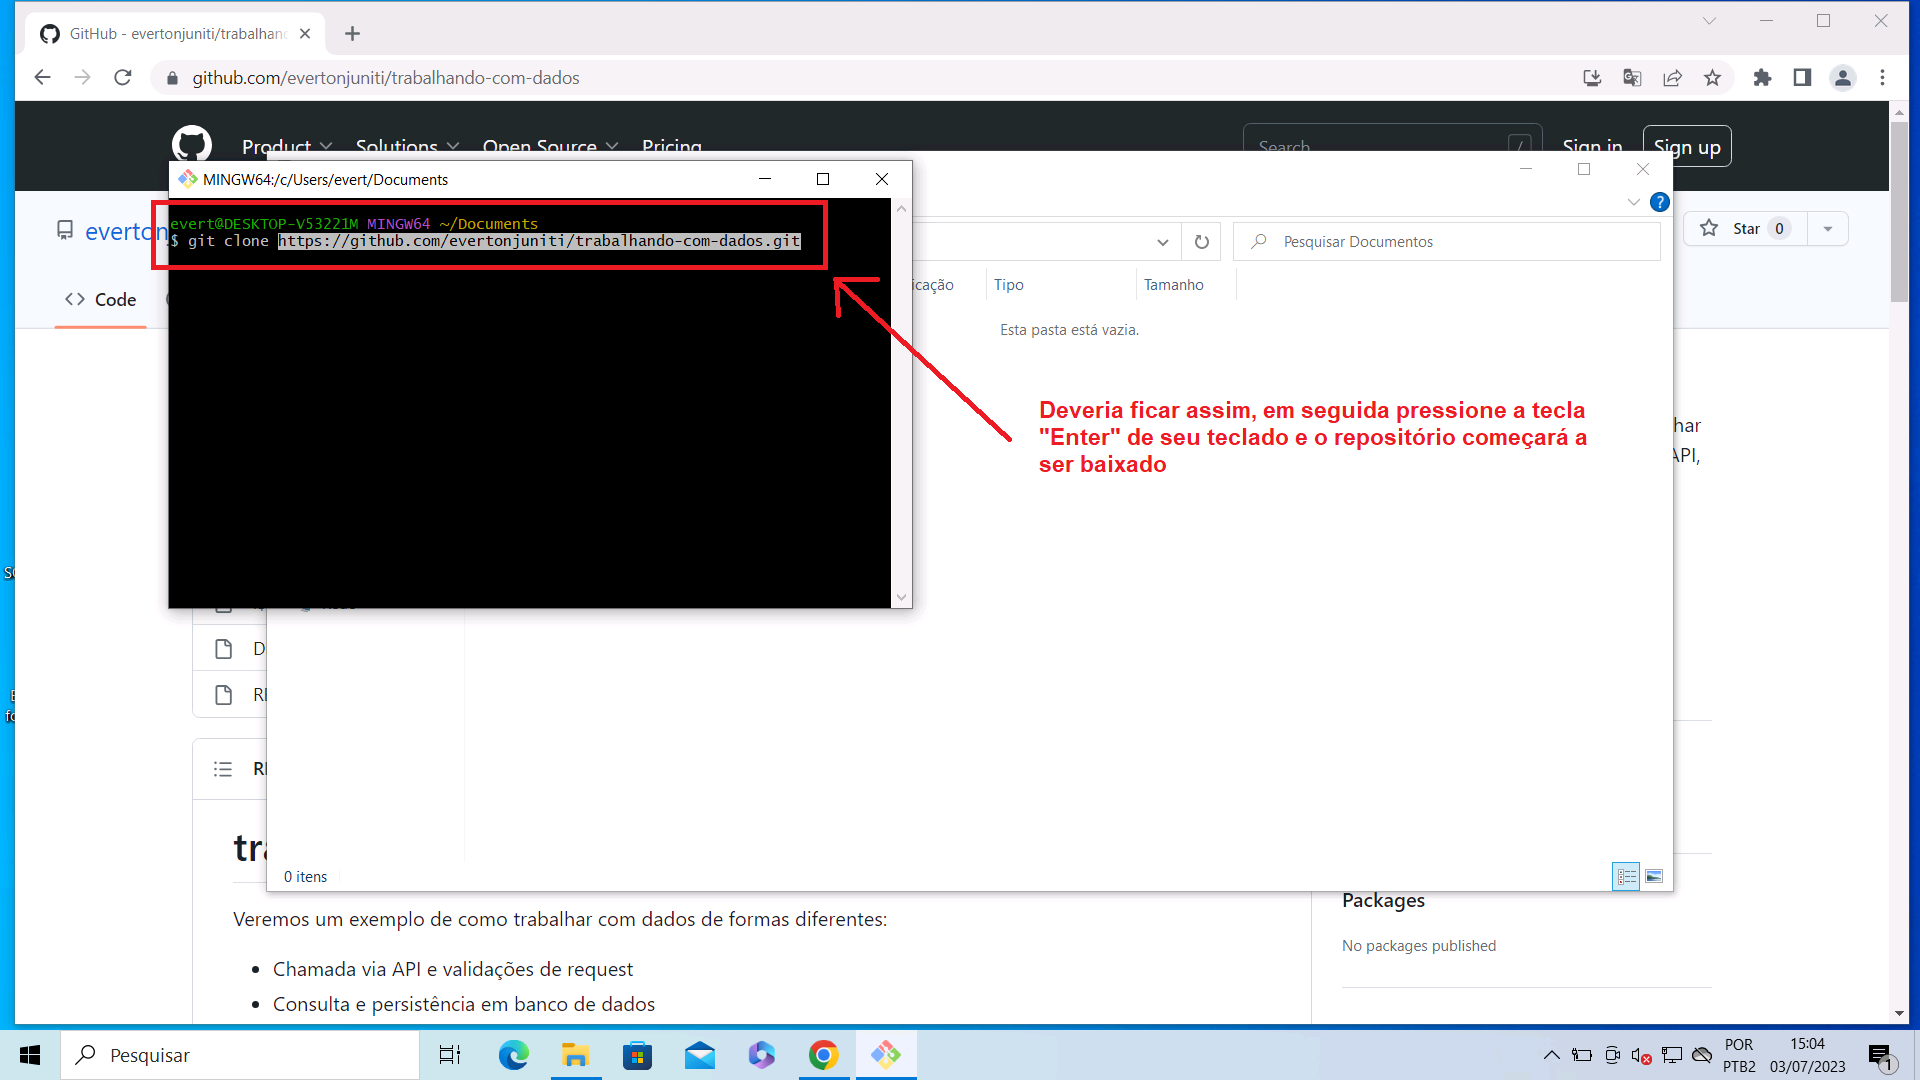 GitHub - evertonjuniti/trabalhanc
github.com/evertonjuniti/trabalhando-com-dados
Product Solutions Open Source Pricing
Search /
Sign in Sign up
MINGW64:/c/Users/evert/Documents
evert@DESKTOP-V53221M MINGW64 ~/Documents
$ git clone https://github.com/evertonjuniti/trabalhando-com-dados.git
everton
Star 0
Pesquisar Documentos
Code
icação Tipo Tamanho
Esta pasta está vazia.
Deveria ficar assim, em seguida pressione a tecla
"Enter" de seu teclado e o repositório começará a
ser baixado
har
API,
D
RE
RE
tra
0 itens
Veremos um exemplo de como trabalhar com dados de formas diferentes:
• Chamada via API e validações de request
• Consulta e persistência em banco de dados
Packages
No packages published
Pesquisar
POR
PTB2
15:04
03/07/2023
1